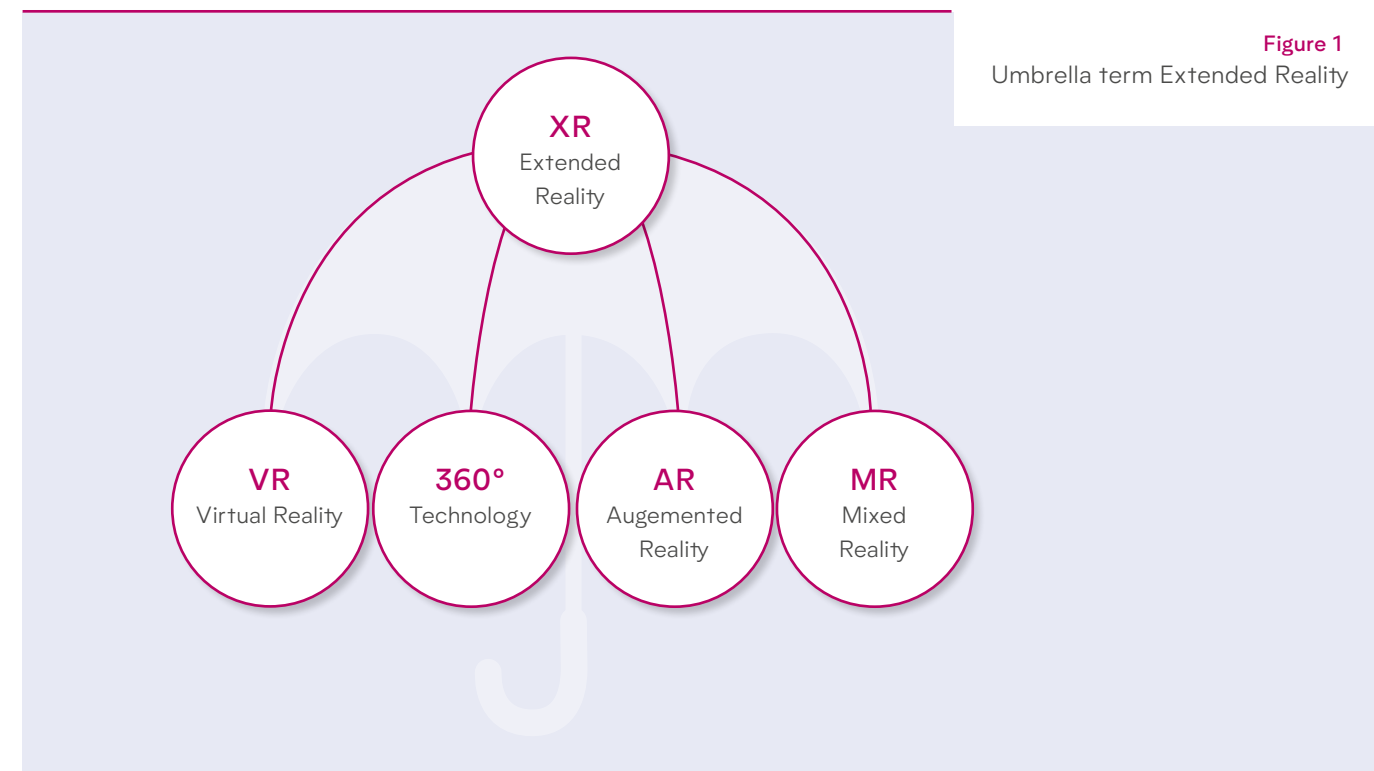 Figure 1
Umbrella term Extended Reality
XR
Extended
Reality
VR
Virtual Reality
360°
Technology
AR
Augemented
Reality
MR
Mixed
Reality